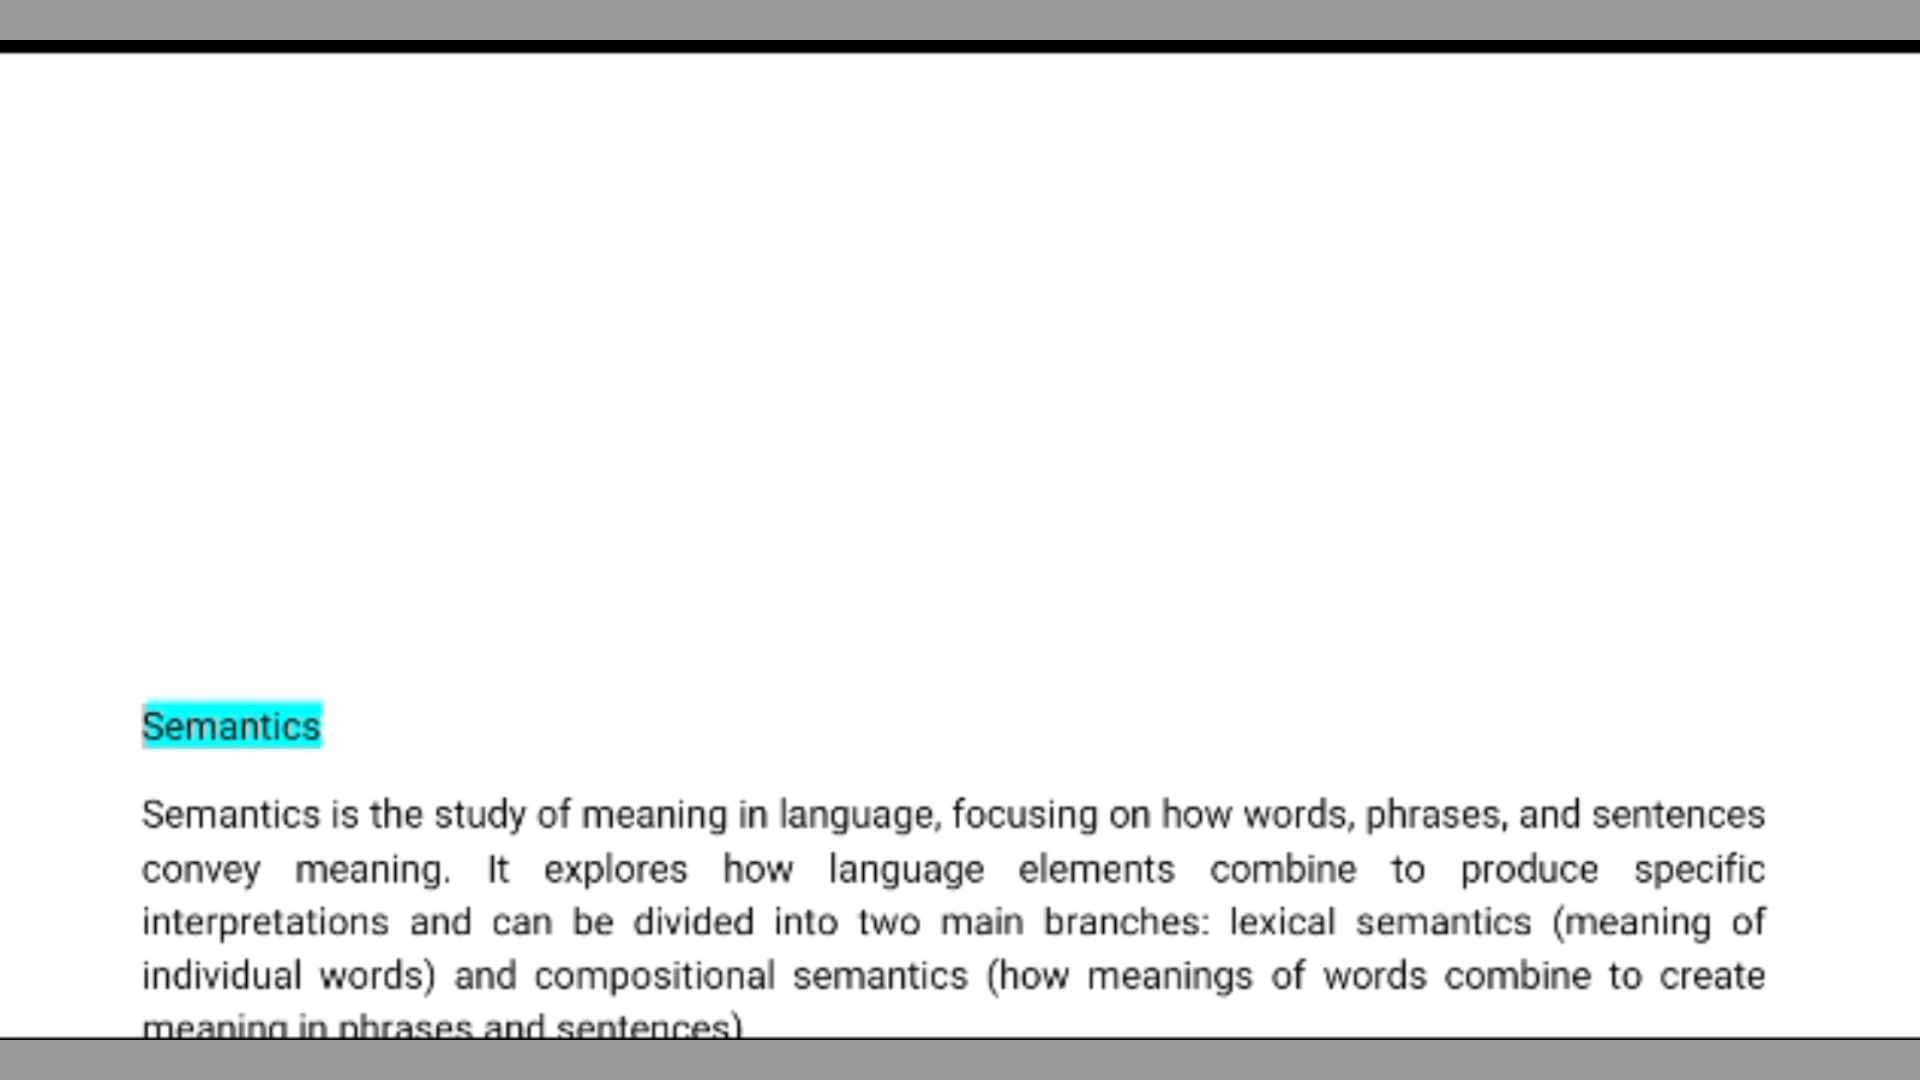 Semantics
Semantics is the study of meaning in language, focusing on how words, phrases, and sentences
convey meaning. It explores how language elements combine to produce specific
interpretations and can be divided into two main branches: lexical semantics (meaning of
individual words) and compositional semantics (how meanings of words combine to create
meaning in phrases and sentences)